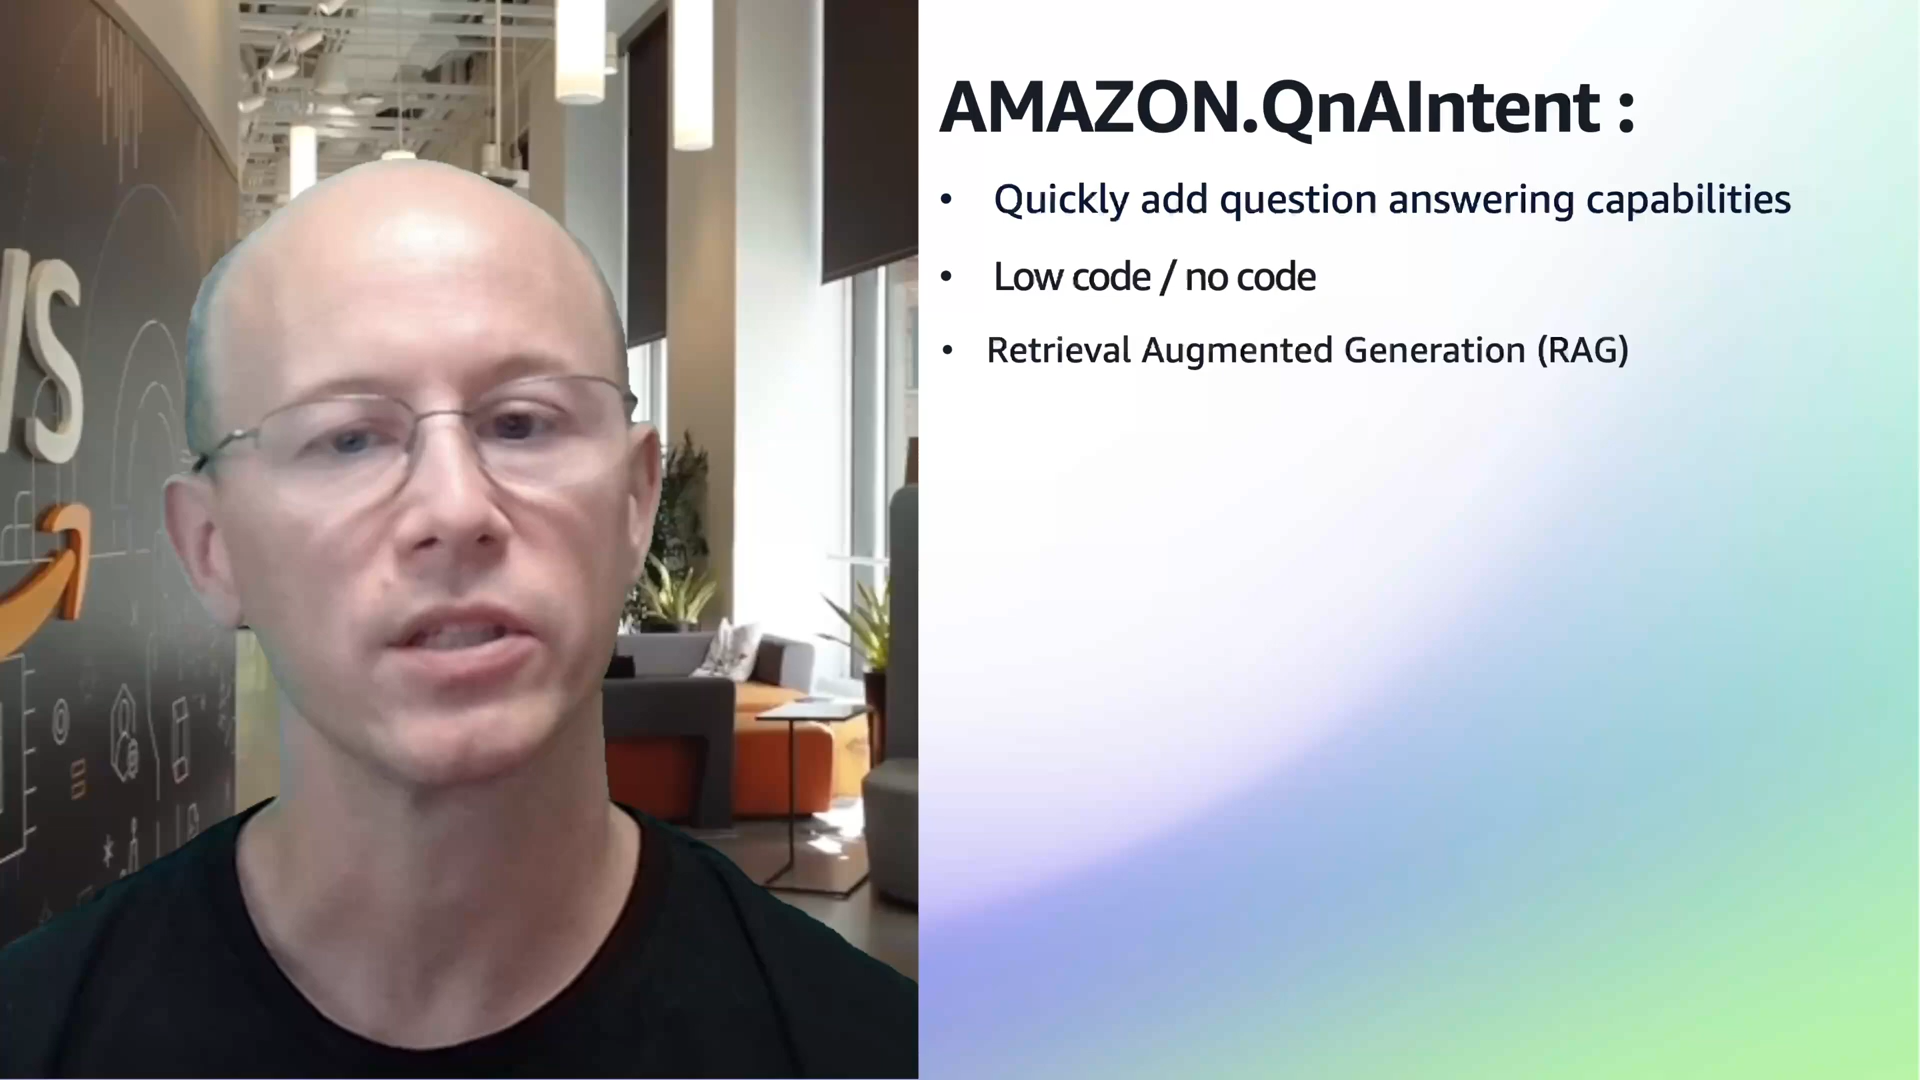 AMAZON.QnAIntent :
• Quickly add question answering capabilities
• Low code / no code
• Retrieval Augmented Generation (RAG)